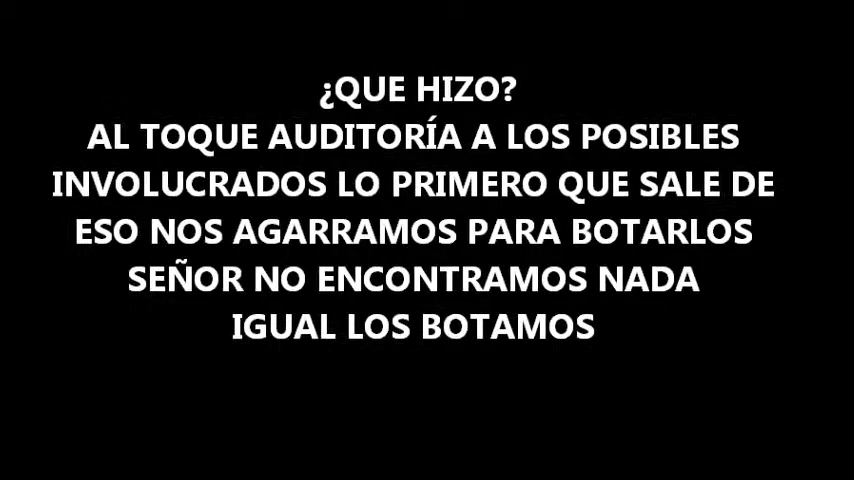 ¿QUE HIZO?
AL TOQUE AUDITORÍA A LOS POSIBLES
INVOLUCRADOS LO PRIMERO QUE SALE DE
ESO NOS AGARRAMOS PARA BOTARLOS
SEÑOR NO ENCONTRAMOS NADA
IGUAL LOS BOTAMOS